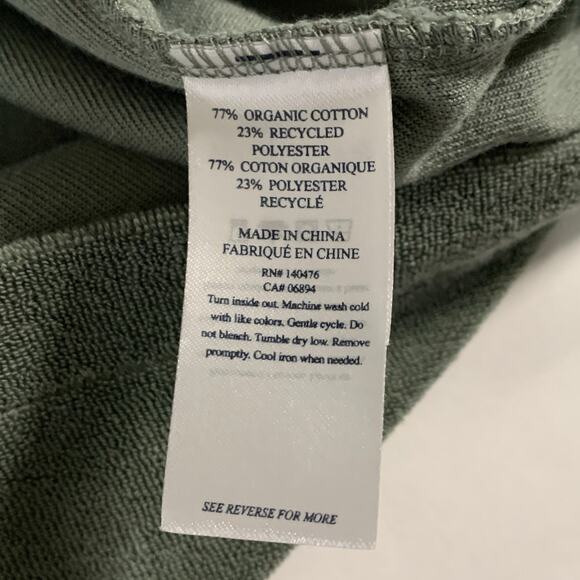 77% ORGANIC COTTON
23% RECYCLED
POLYESTER
77% COTON ORGANIQUE
23% POLYESTER
RECYCLÉ
MADE IN CHINA
FABRIQUÉ EN CHINE
RN# 140476
CA# 06894
Turn inside out. Machine wash cold
with like colors. Gentle cycle. Do
not bleach. Tumble dry low. Remove
promptly. Cool iron when needed.
SEE REVERSE FOR MORE